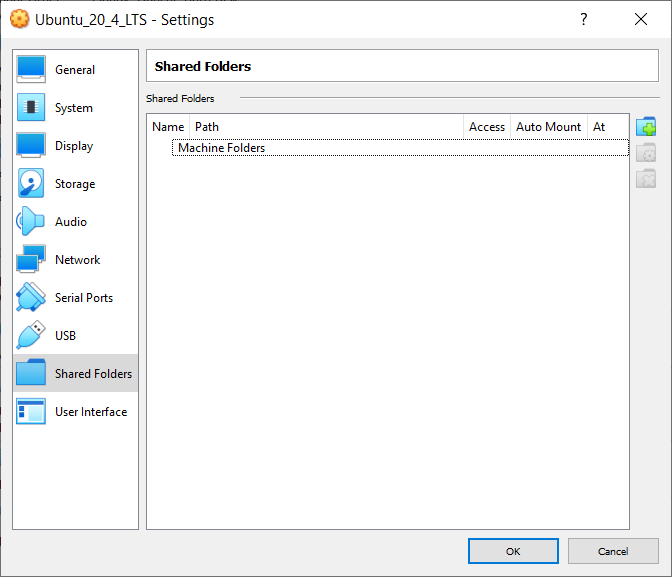 Ubuntu_20_4_LTS - Settings
?
General
System
Display
Storage
Audio
Network
Serial Ports
USB
Shared Folders
User Interface
Shared Folders
Shared Folders
Name Path Access Auto Mount At
Machine Folders
OK Cancel